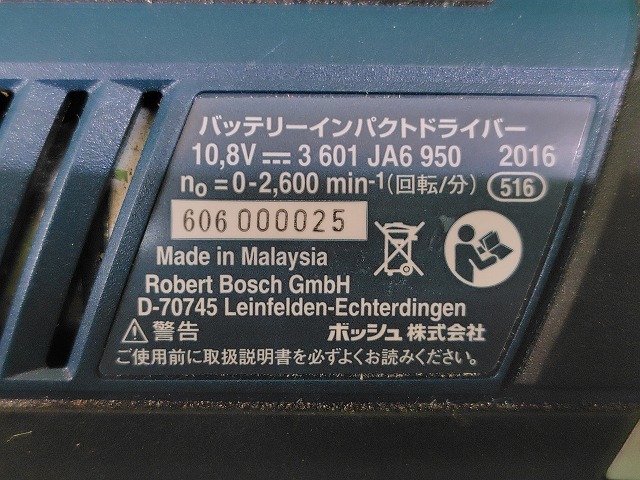 バッテリーインパクトドライバー
10,8V⎓ 3 601 JA6 950 2016
n₀ = 0-2,600 min⁻¹(回転/分) 516
606 000025
Made in Malaysia
Robert Bosch GmbH
D-70745 Leinfelden-Echterdingen
⚠ 警告 ボッシュ株式会社
ご使用前に取扱説明書を必ずよくお読みください。